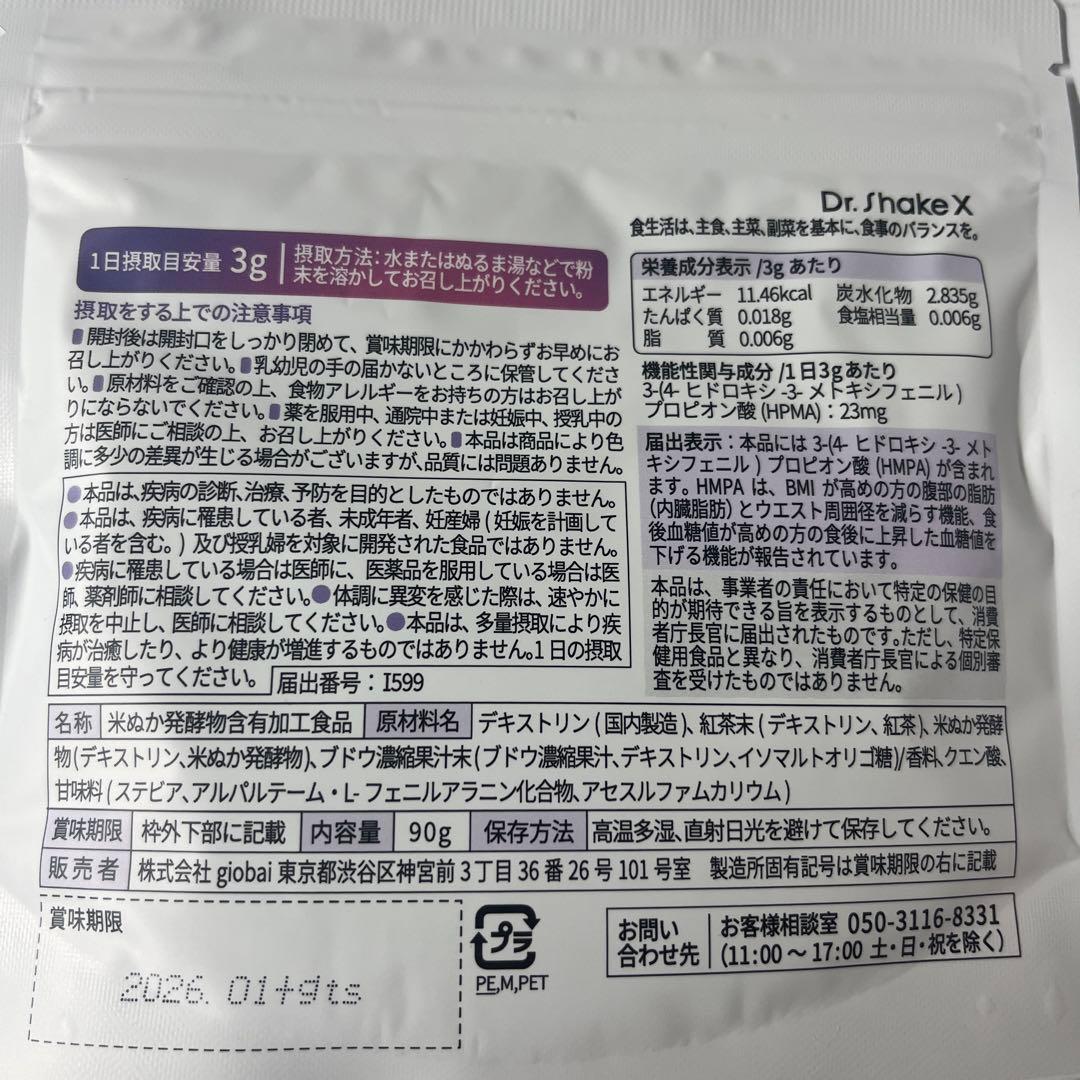 Dr. Shake X
食生活は、主食、主菜、副菜を基本に、食事のバランスを。
1日摂取目安量 3g
摂取方法：水またはぬるま湯などで粉
末を溶かしてお召し上がりください。
摂取をする上での注意事項
開封後は開封口をしっかり閉めて、賞味期限にかかわらずお早めにお
召し上がりください。乳幼児の手の届かないところに保管してくださ
い。原材料をご確認の上、食物アレルギーをお持ちの方はお召し上が
りにならないでください。薬を服用中、通院中または妊娠中、授乳中の
方は医師にご相談の上、お召し上がりください。本品は商品により色
調に多少の差異が生じる場合がございますが、品質には問題ありません。
●本品は、疾病の診断、治療、予防を目的としたものではありません。
●本品は、疾病に罹患している者、未成年者、妊産婦(妊娠を計画して
いる者を含む。)及び授乳婦を対象に開発された食品ではありません。
●疾病に罹患している場合は医師に、医薬品を服用している場合は医
師、薬剤師に相談してください。●体調に異変を感じた際は、速やかに
摂取を中止し、医師に相談してください。●本品は、多量摂取により疾
病が治癒したり、より健康が増進するものではありません。1日の摂取
目安量を守ってください。
届出番号：I599
栄養成分表示 /3g あたり
エネルギー 11.46kcal 炭水化物 2.835g
たんぱく質 0.018g 食塩相当量 0.006g
脂 質 0.006g
機能性関与成分 /1日3gあたり
3-(4- ヒドロキシ -3- メトキシフェニル )
プロピオン酸 (HPMA)：23mg
届出表示：本品には 3-(4- ヒドロキシ -3- メト
キシフェニル ) プロピオン酸 (HMPA) が含まれ
ます。HMPA は、BMI が高めの方の腹部の脂肪
(内臓脂肪) とウエスト周囲径を減らす機能、食
後血糖値が高めの方の食後に上昇した血糖値を
下げる機能が報告されています。
本品は、事業者の責任において特定の保健の目
的が期待できる旨を表示するものとして、消費
者庁長官に届出されたものです。ただし、特定保
健用食品と異なり、消費者庁長官による個別審
査を受けたものではありません。
名称 米ぬか発酵物含有加工食品 原材料名 デキストリン(国内製造)、紅茶末(デキストリン、紅茶)、米ぬか発酵
物(デキストリン、米ぬか発酵物)、ブドウ濃縮果汁末(ブドウ濃縮果汁、デキストリン、イソマルトオリゴ糖)/香料、クエン酸、
甘味料(ステビア、アルパルテーム・L-フェニルアラニン化合物、アセスルファムカリウム)
賞味期限 枠外下部に記載 内容量 90g 保存方法 高温多湿、直射日光を避けて保存してください。
販売者 株式会社 giobai 東京都渋谷区神宮前3丁目36番26号101号室 製造所固有記号は賞味期限の右に記載
賞味期限
2026. 01+gts
プラ
PE,M,PET
お問い
合わせ先
お客様相談室 050-3116-8331
(11:00 ～ 17:00 土・日・祝を除く)